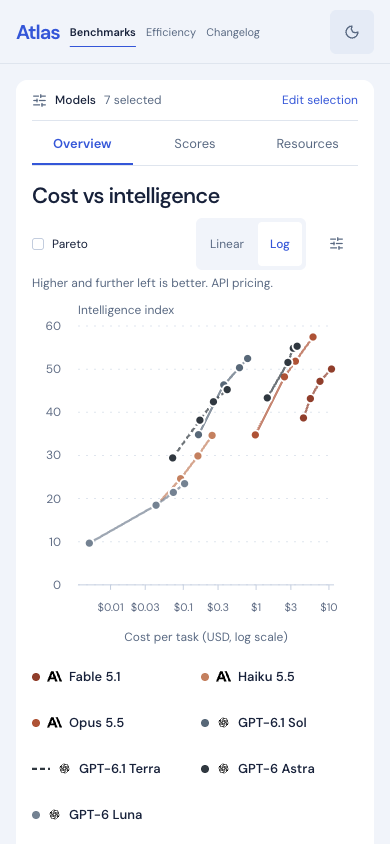 Atlas Benchmarks Efficiency Changelog
Models 7 selected Edit selection
Overview Scores Resources
Cost vs intelligence
Pareto Linear Log
Higher and further left is better. API pricing.
Intelligence index
60
50
40
30
20
10
0
$0.01 $0.03 $0.1 $0.3 $1 $3 $10
Cost per task (USD, log scale)
Fable 5.1 Haiku 5.5
Opus 5.5 GPT-6.1 Sol
GPT-6.1 Terra GPT-6 Astra
GPT-6 Luna